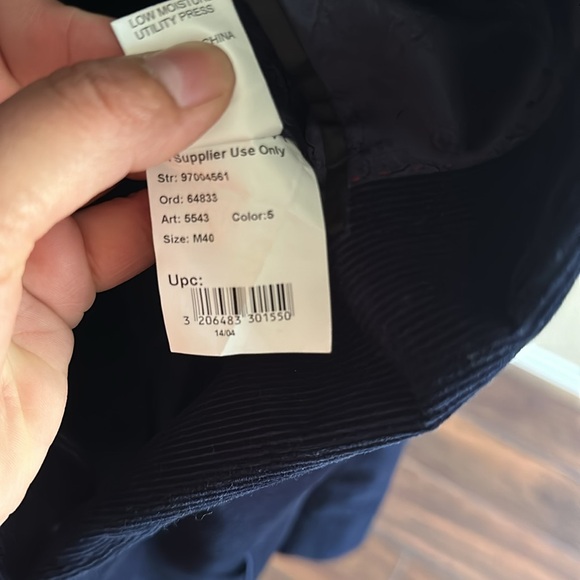 LOW MOISTURE
UTILITY PRESS
CHINA
Supplier Use Only
Str: 97004561
Ord: 64833
Art: 5543 Color:5
Size: M40
Upc:
3 206483 301550
14/04